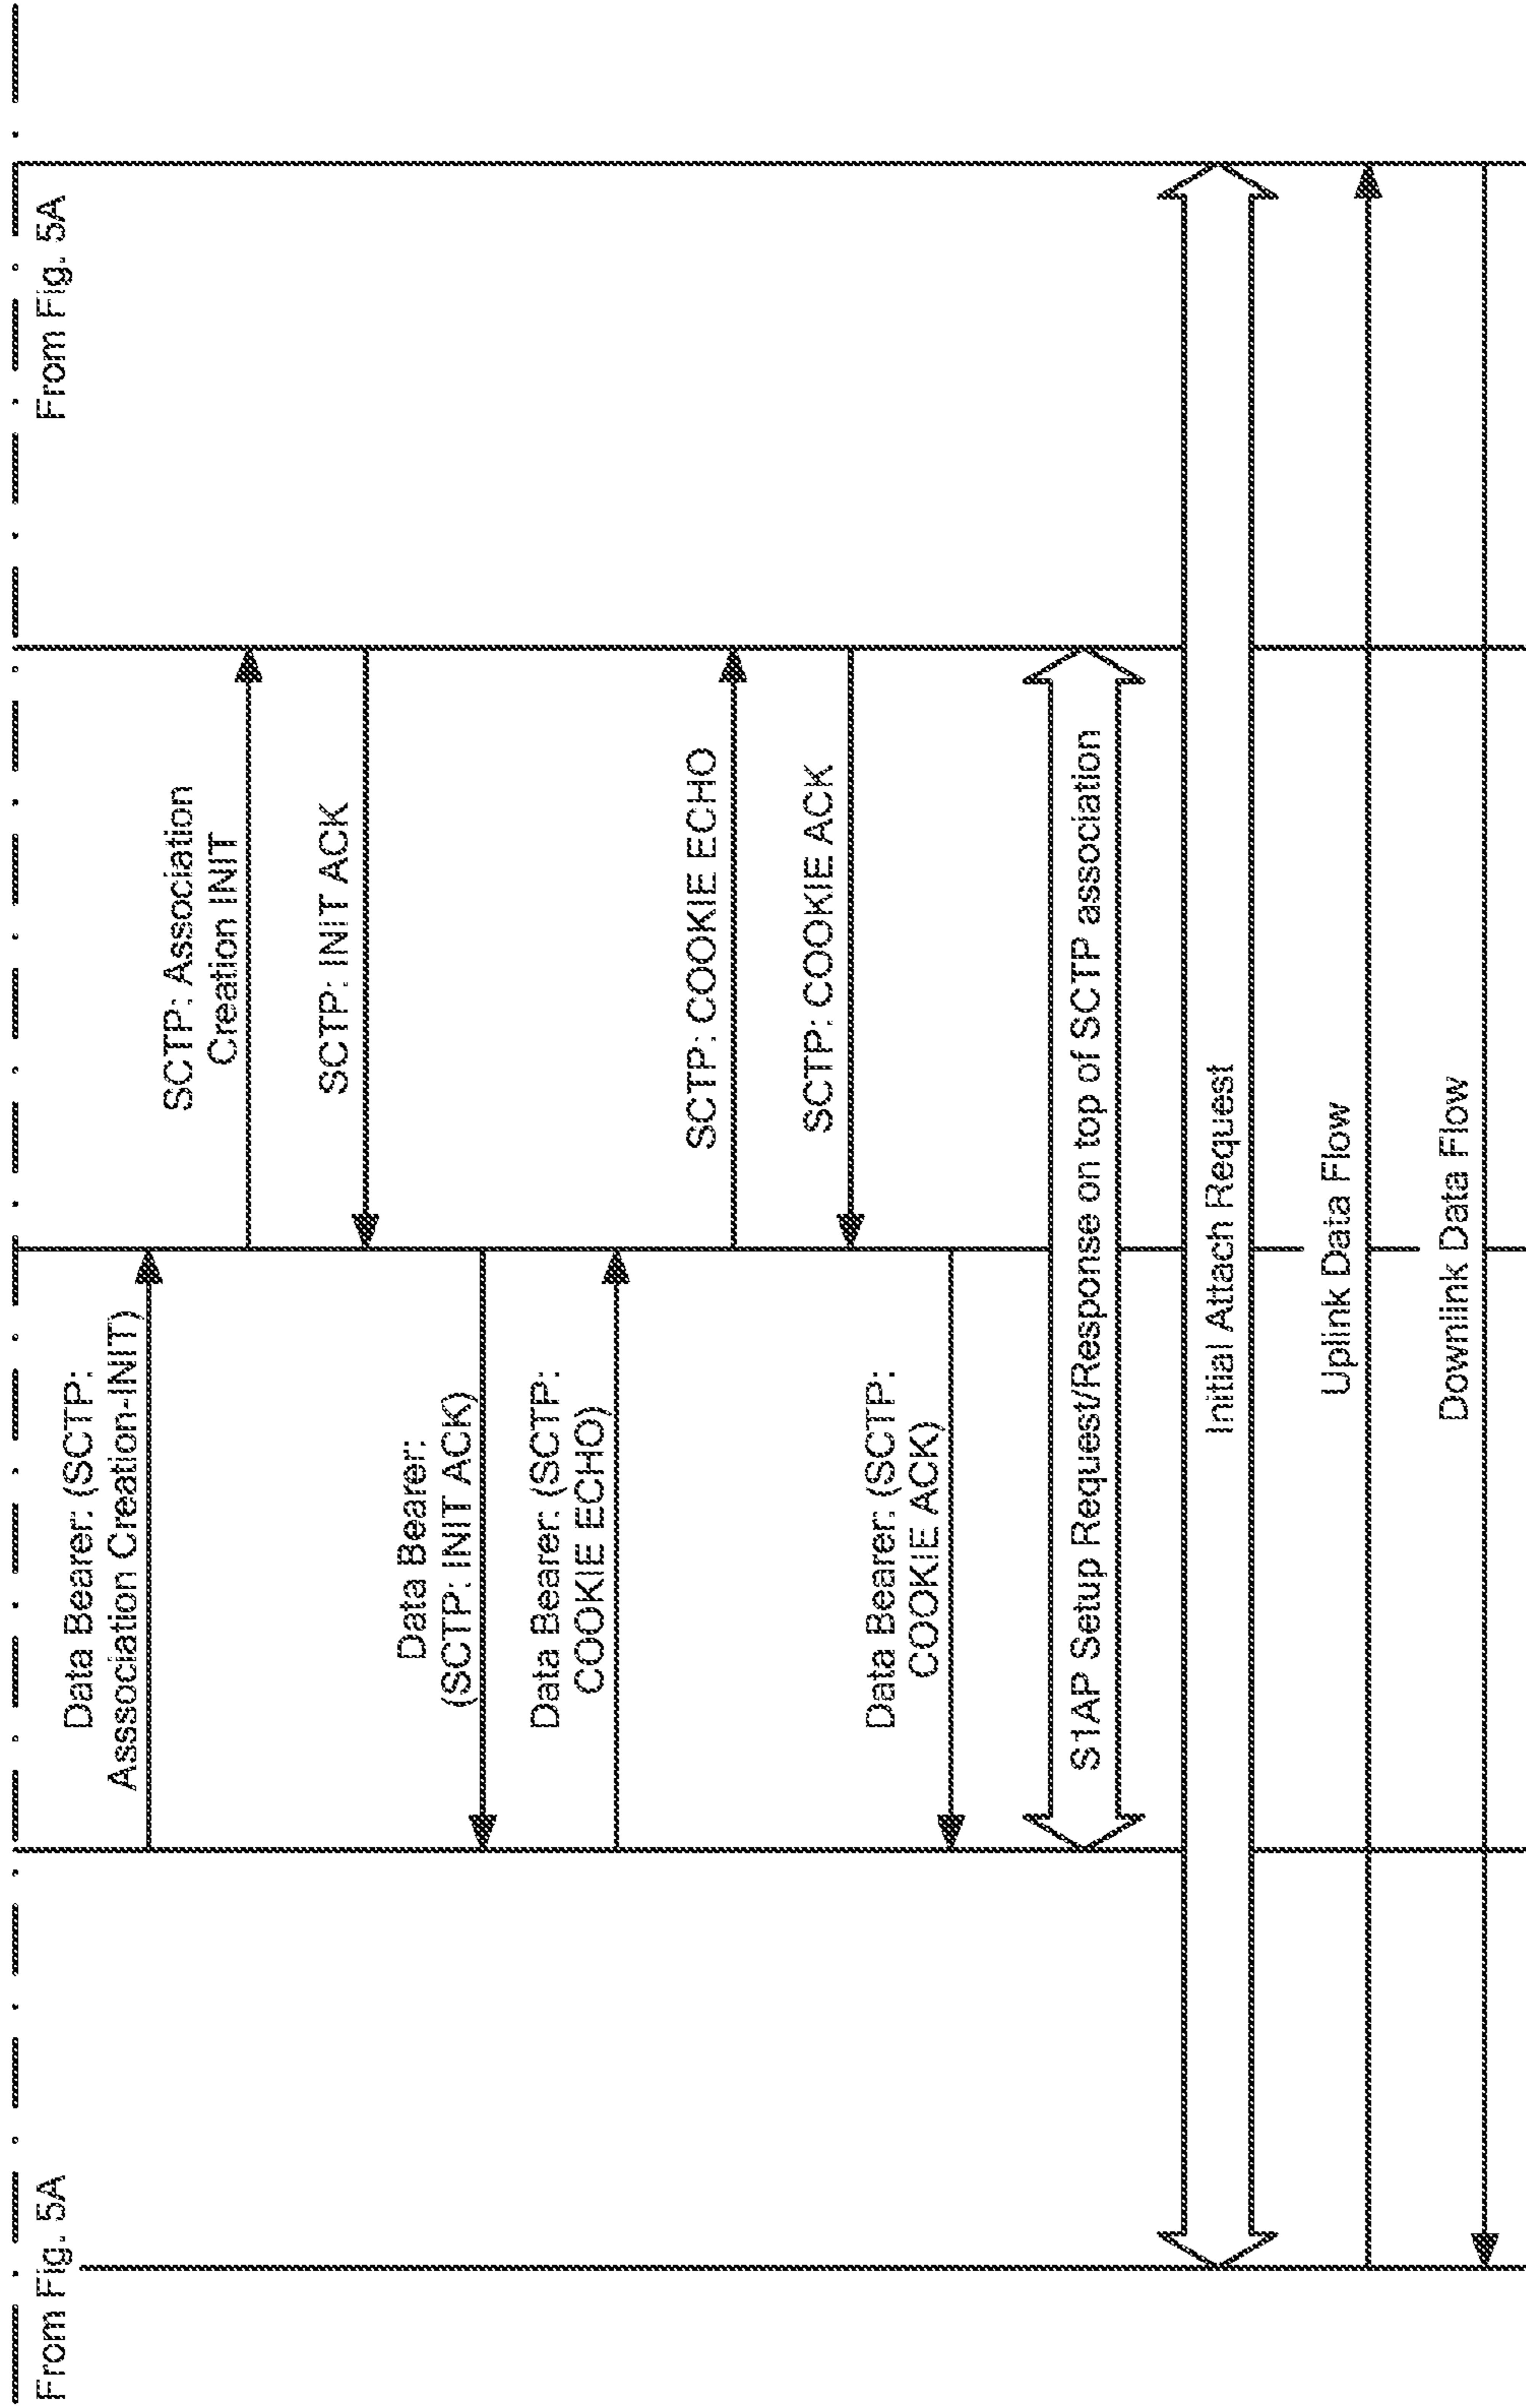 From Fig. 5A
From Fig. 5A
Data Bearer: (SCTP:
Asssociation Creation-INIT)
SCTP: Association
Creation INIT
SCTP: INIT ACK
Data Bearer:
(SCTP: INIT ACK)
Data Bearer: (SCTP:
COOKIE ECHO)
SCTP: COOKIE ECHO
SCTP: COOKIE ACK
Data Bearer: (SCTP:
COOKIE ACK)
S1AP Setup Request/Response on top of SCTP association
Initial Attach Request
Uplink Data Flow
Downlink Data Flow